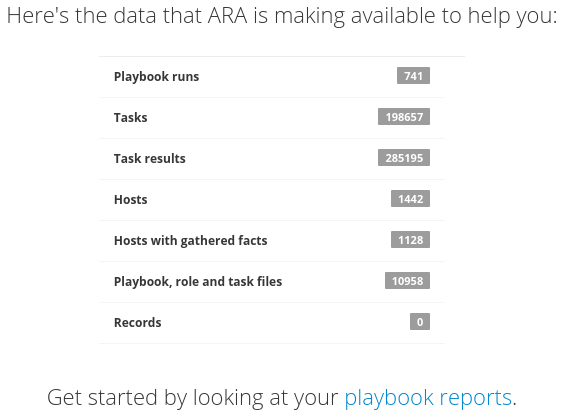 Here's the data that ARA is making available to help you:
Playbook runs 741
Tasks 198657
Task results 285195
Hosts 1442
Hosts with gathered facts 1128
Playbook, role and task files 10958
Records 0
Get started by looking at your playbook reports.